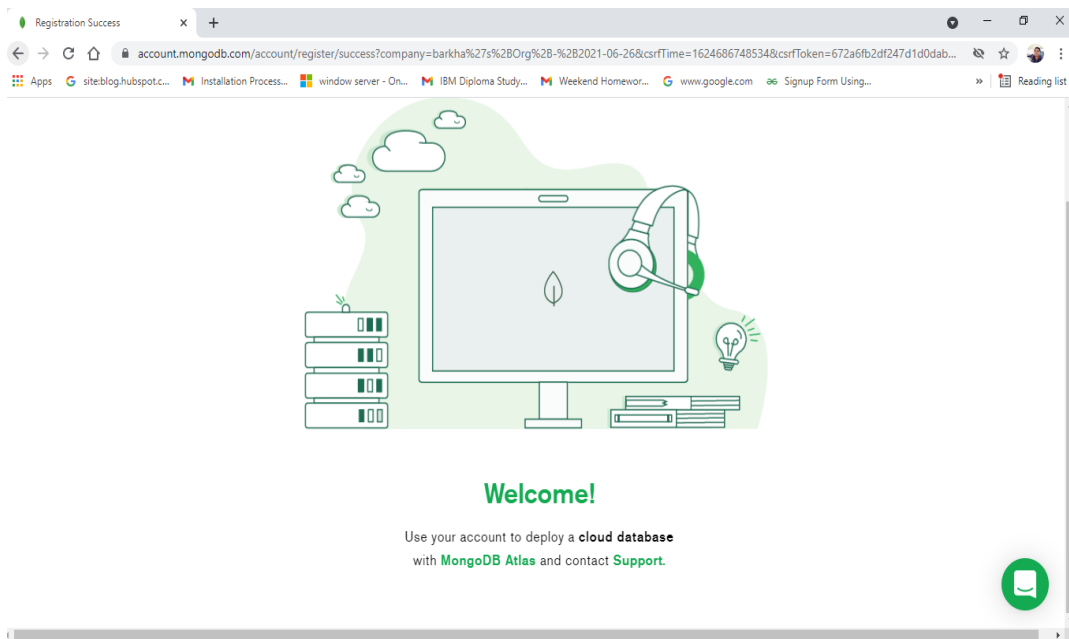 Registration Success
account.mongodb.com/account/register/success?company=barkha%27s%2BOrg%2B-%2B2021-06-26&csrfTime=1624686748534&csrfToken=672a6fb2df247d1d0dab...
Apps site:blog.hubspot.c... Installation Process... window server - On... IBM Diploma Study... Weekend Homewor... www.google.com Signup Form Using... » Reading list
Welcome!
Use your account to deploy a cloud database
with MongoDB Atlas and contact Support.